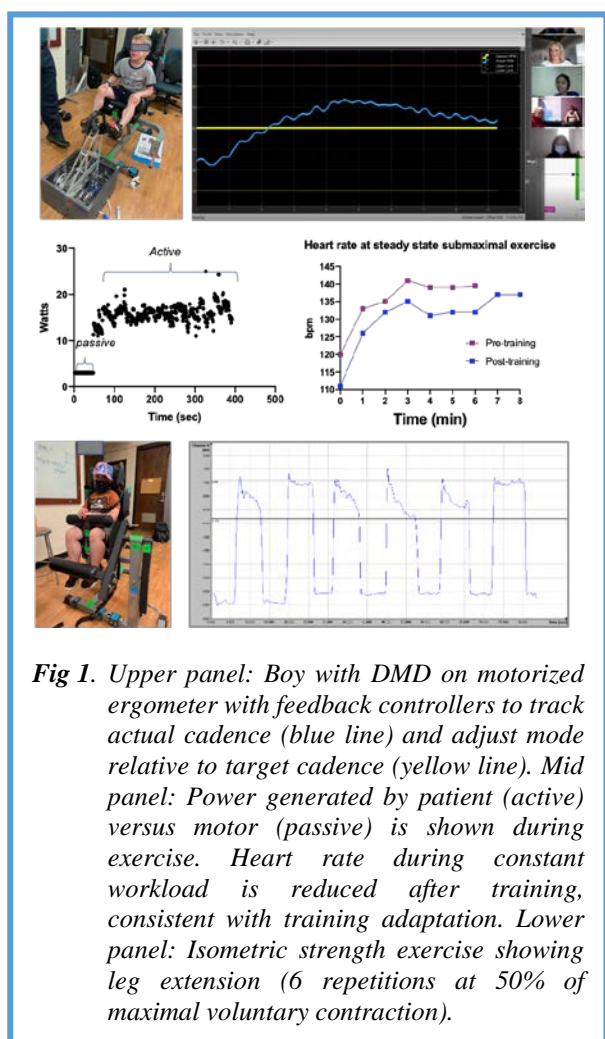 30
20
10
0
Watts
Active
passive
0 100 200 300 400 500
Time (sec)
Heart rate at steady state submaximal exercise
145
140
135
130
125
120
115
110
bpm
Pre-training
Post-training
0 1 2 3 4 5 6 7 8
Time (min)
Fig 1. Upper panel: Boy with DMD on motorized
ergometer with feedback controllers to track
actual cadence (blue line) and adjust mode
relative to target cadence (yellow line). Mid
panel: Power generated by patient (active)
versus motor (passive) is shown during
exercise. Heart rate during constant
workload is reduced after training,
consistent with training adaptation. Lower
panel: Isometric strength exercise showing
leg extension (6 repetitions at 50% of
maximal voluntary contraction).